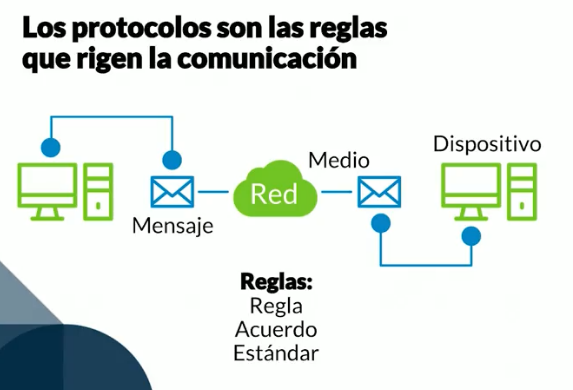 Los protocolos son las reglas
que rigen la comunicación
Dispositivo
Medio
Red
Mensaje
Reglas:
Regla
Acuerdo
Estándar